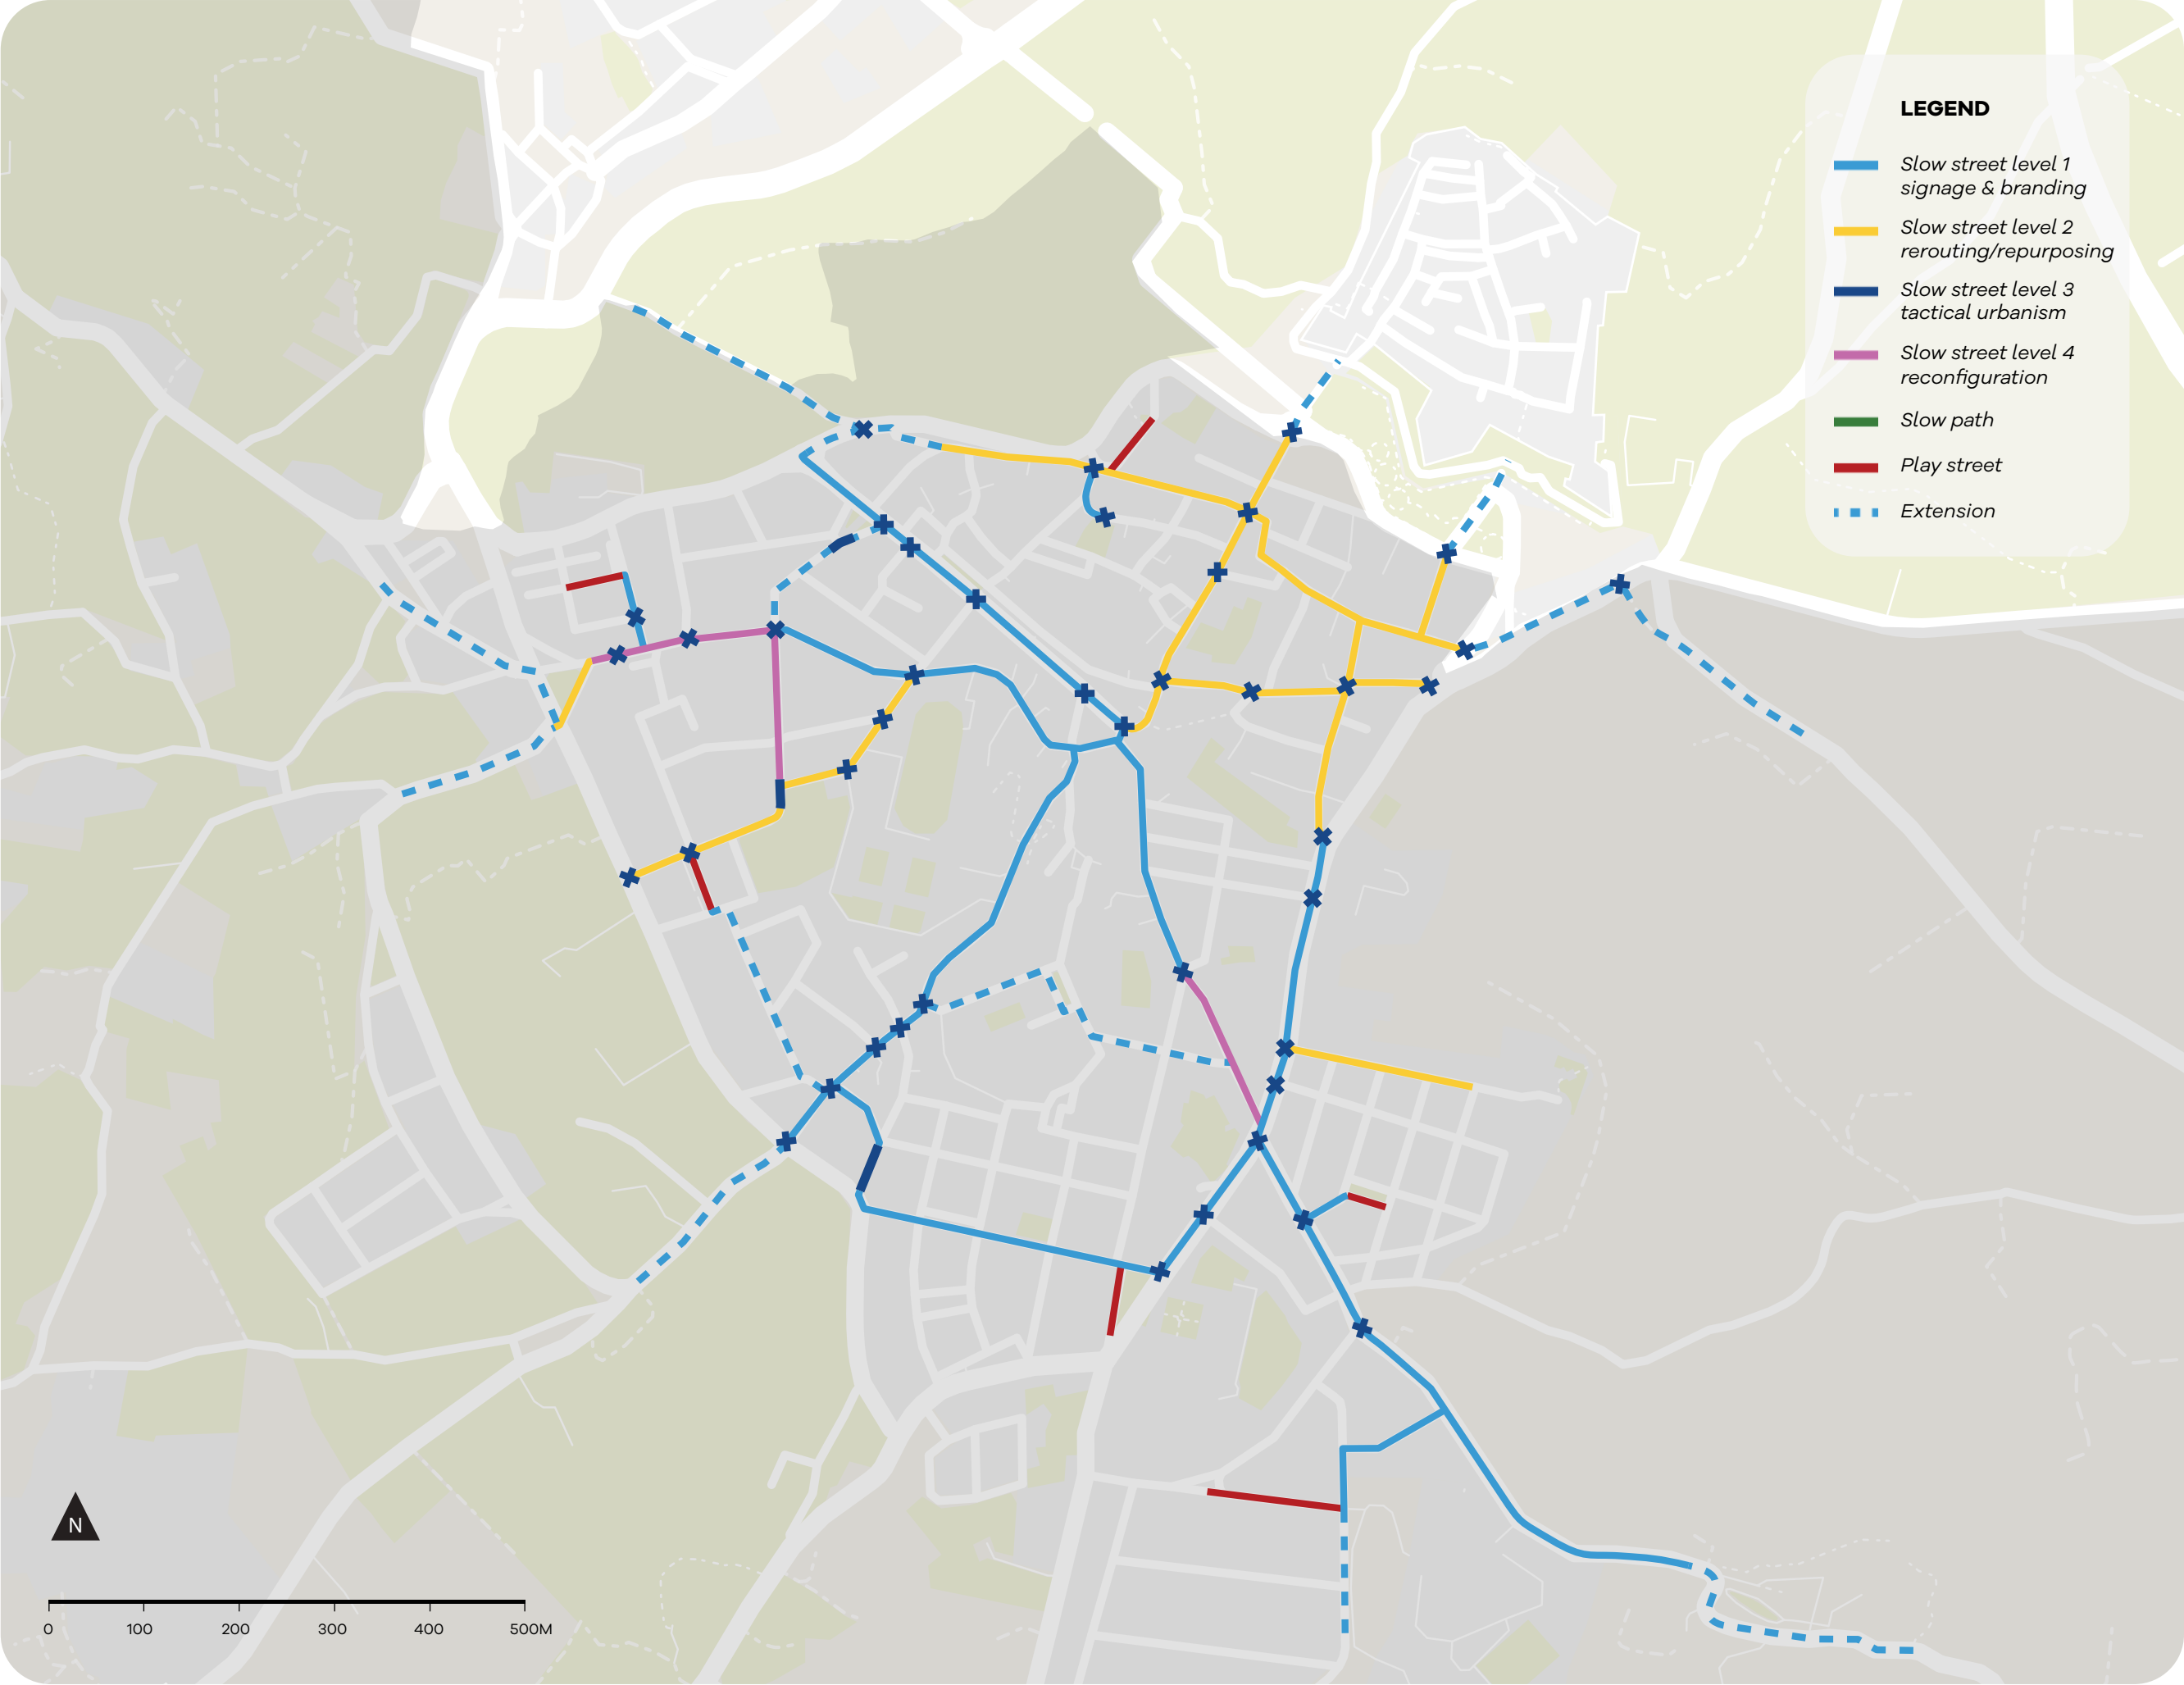 LEGEND
Slow street level 1
signage & branding
Slow street level 2
rerouting/repurposing
Slow street level 3
tactical urbanism
Slow street level 4
reconfiguration
Slow path
Play street
Extension
N
0 100 200 300 400 500M